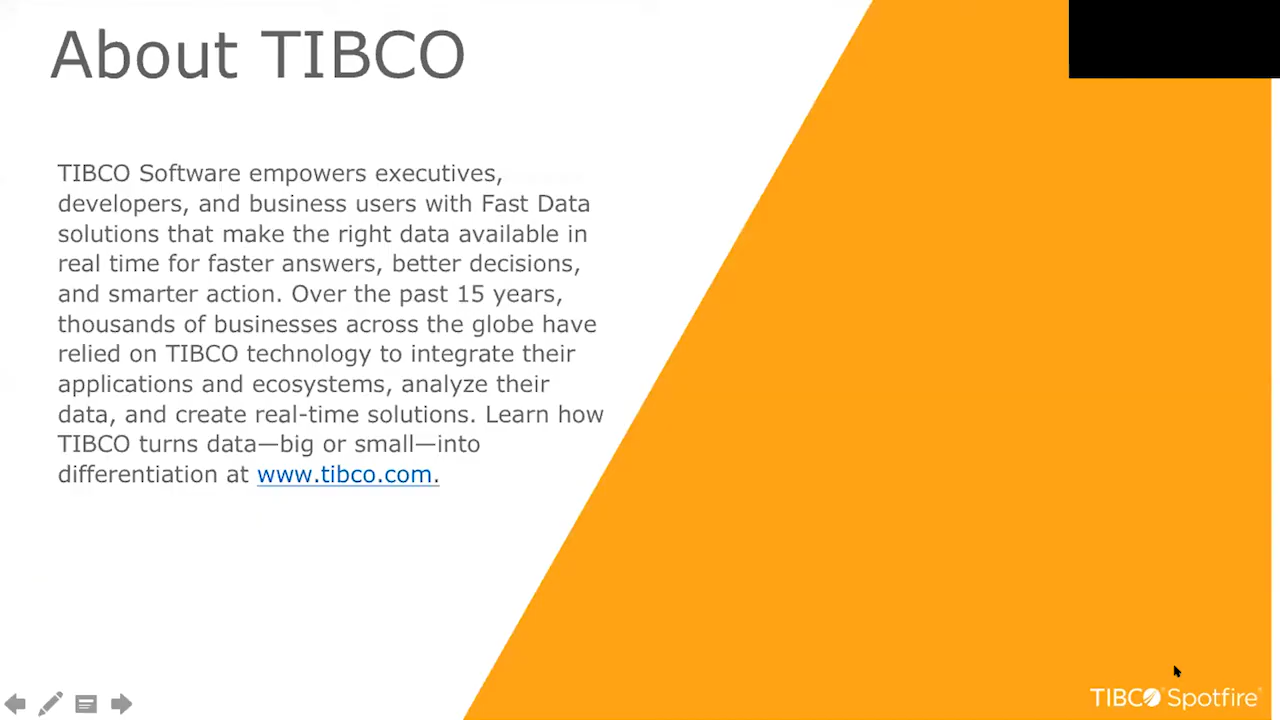 About TIBCO
TIBCO Software empowers executives,
developers, and business users with Fast Data
solutions that make the right data available in
real time for faster answers, better decisions,
and smarter action. Over the past 15 years,
thousands of businesses across the globe have
relied on TIBCO technology to integrate their
applications and ecosystems, analyze their
data, and create real-time solutions. Learn how
TIBCO turns data—big or small—into
differentiation at www.tibco.com.
TIBCO Spotfire®